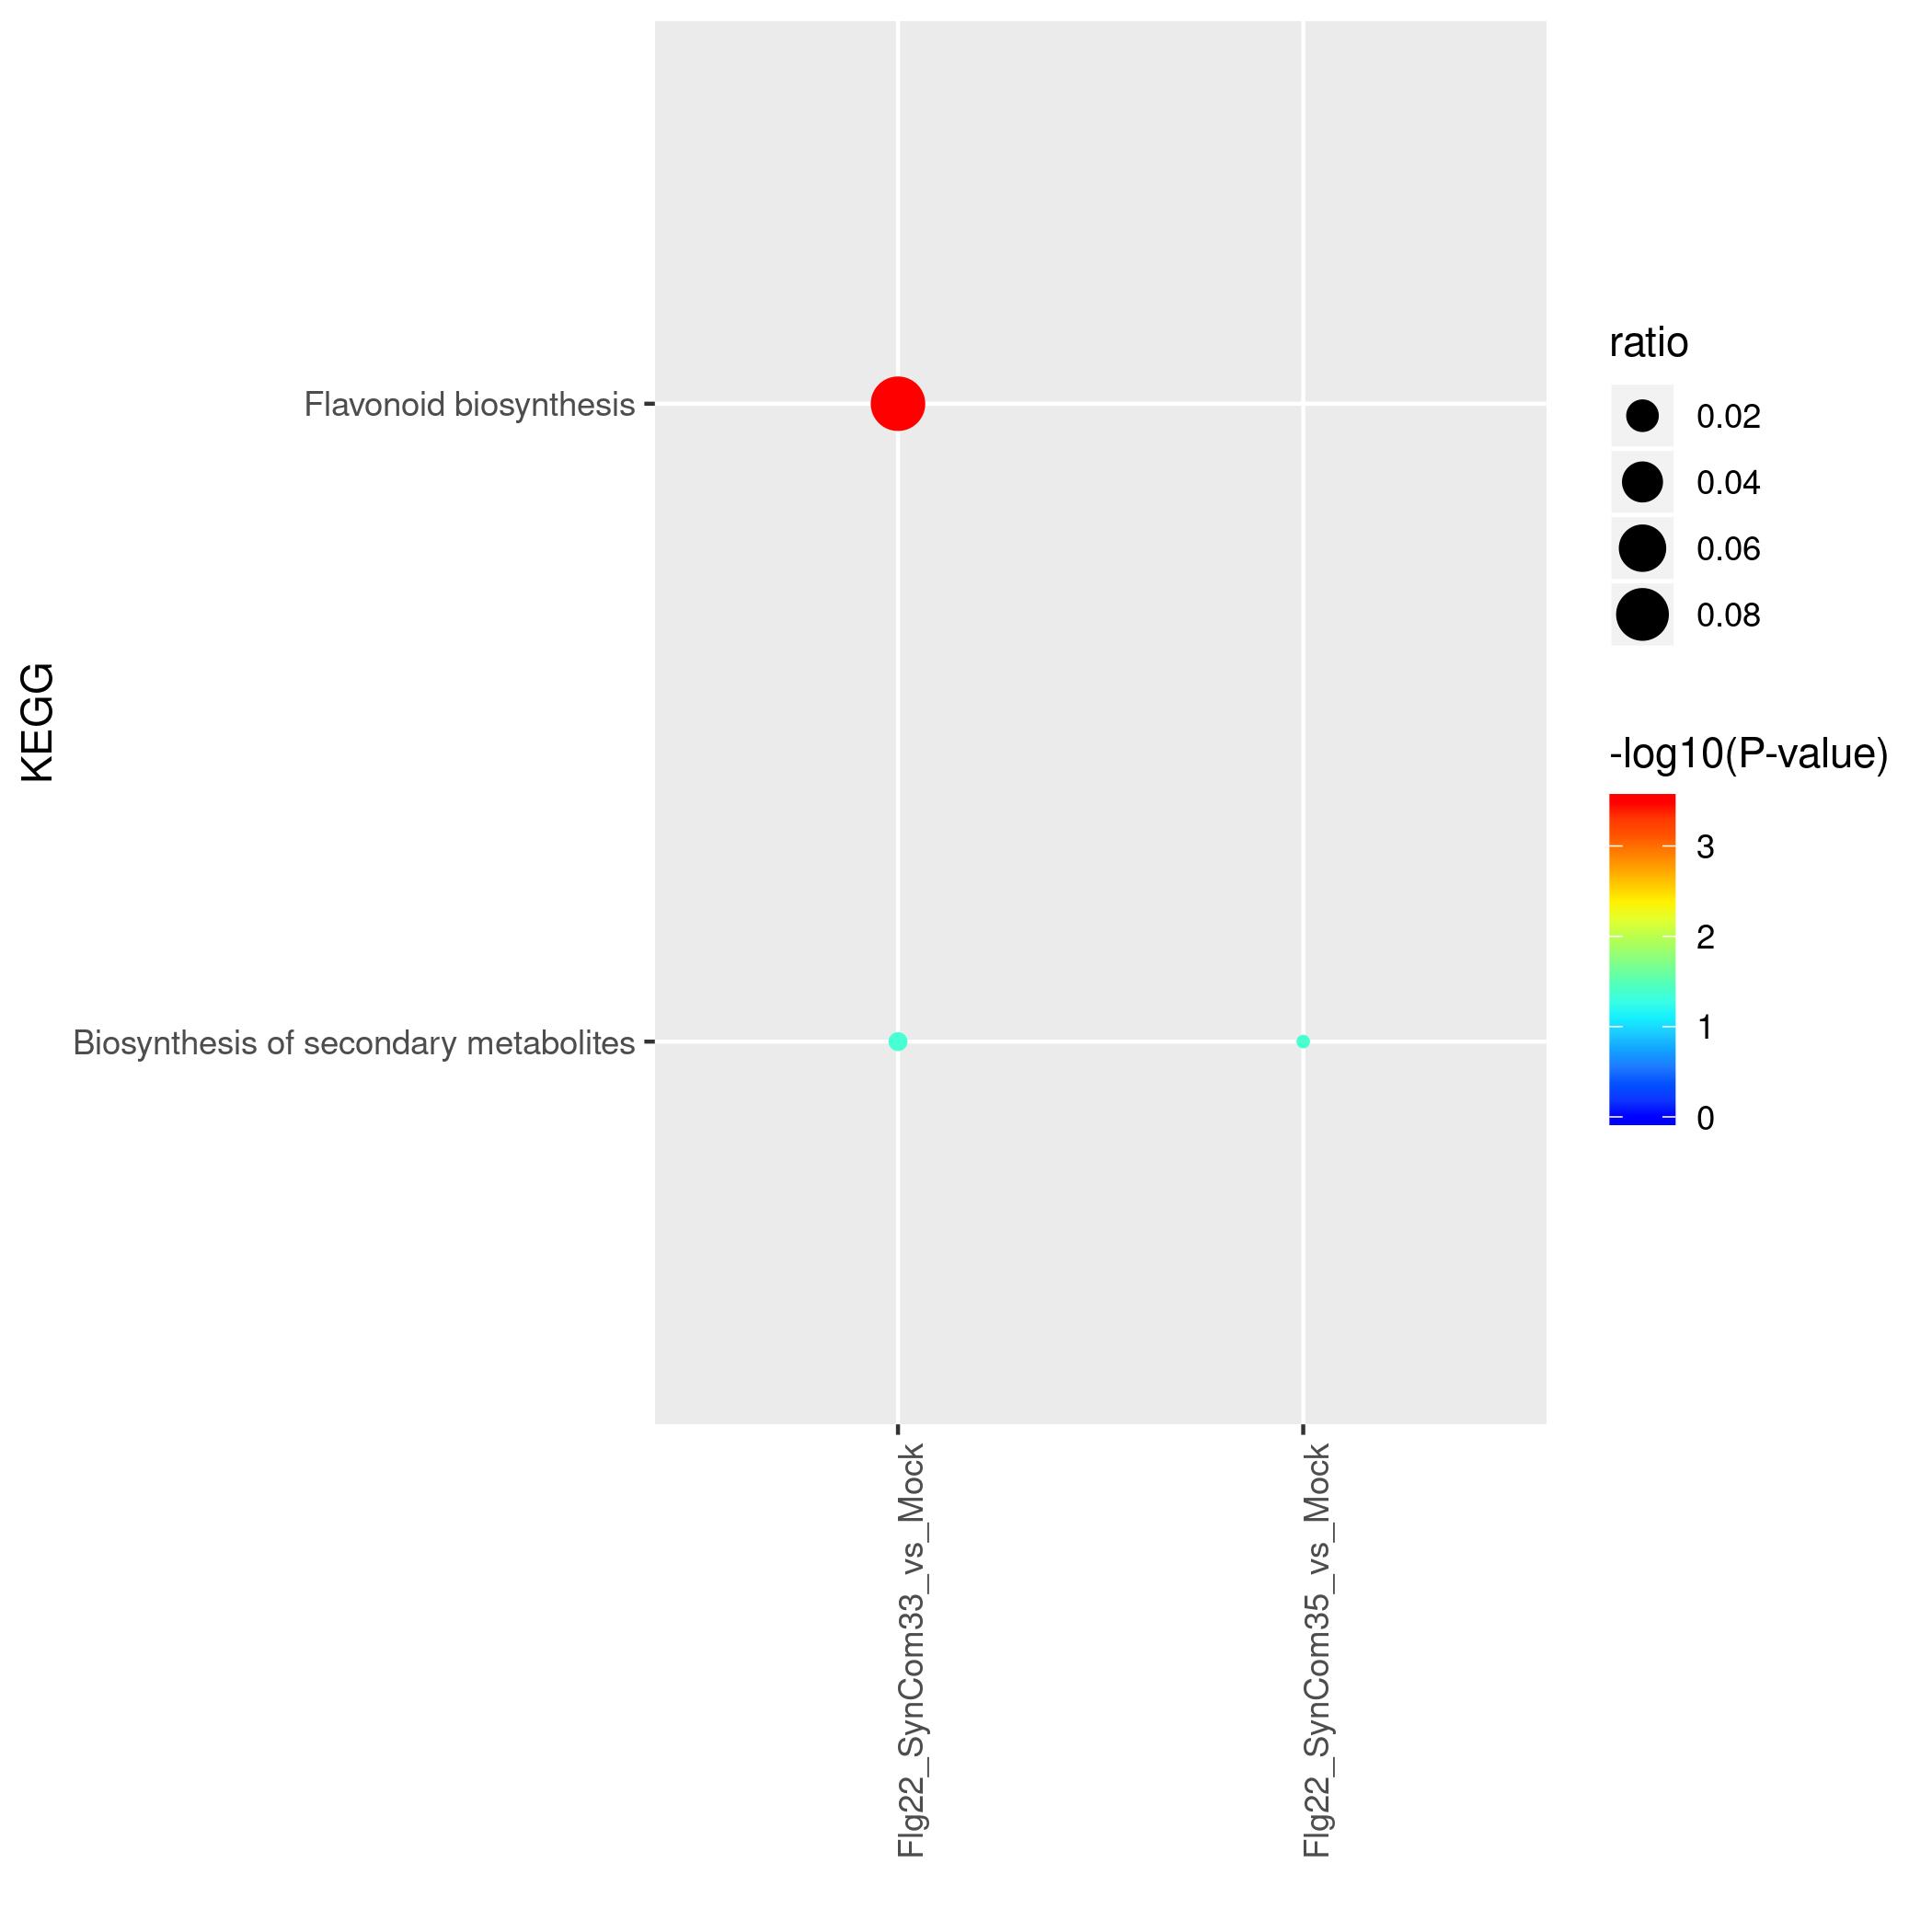 KEGG
Flavonoid biosynthesis
Biosynthesis of secondary metabolites
Flg22_SynCom33_vs_Mock
Flg22_SynCom35_vs_Mock
ratio
0.02
0.04
0.06
0.08
-log10(P-value)
3
2
1
0